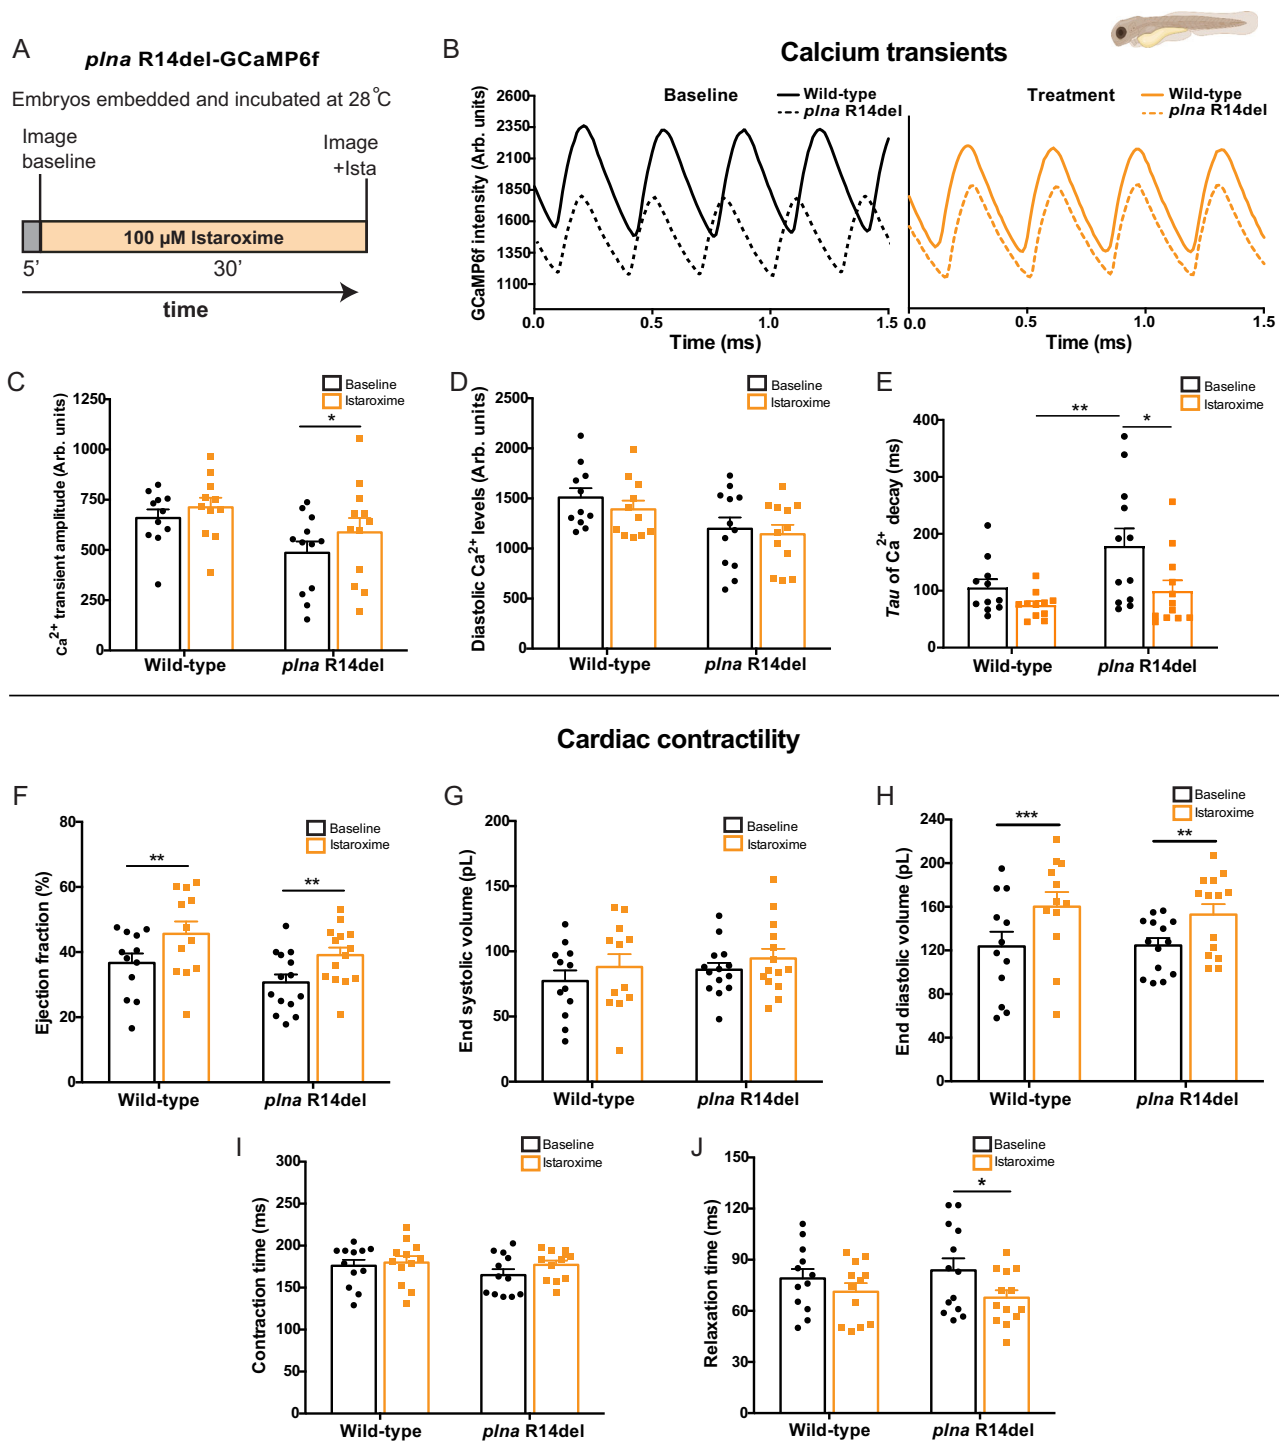 A
plna R14del-GCaMP6f
Embryos embedded and incubated at 28°C
Image
baseline
Image
+Ista
100 µM Istaroxime
5’
30’
time
B
Calcium transients
GCaMP6f intensity (Arb. units)
2600
2350
2100
1850
1600
1350
1100
Baseline
Wild-type
plna R14del
0.0
0.5
1.0
1.5
Time (ms)
Treatment
Wild-type
plna R14del
0.0
0.5
1.0
1.5
Time (ms)
C
Ca2+ transient amplitude (Arb. units)
1250
1000
750
500
250
0
Baseline
Istaroxime
*
Wild-type
plna R14del
D
Diastolic Ca2+ levels (Arb. units)
2500
2000
1500
1000
500
0
Baseline
Istaroxime
Wild-type
plna R14del
E
Tau of Ca2+ decay (ms)
400
300
200
100
0
Baseline
Istaroxime
**
*
Wild-type
plna R14del
Cardiac contractility
F
Ejection fraction (%)
80
60
40
20
0
Baseline
Istaroxime
**
**
Wild-type
plna R14del
G
End systolic volume (pL)
200
150
100
50
0
Baseline
Istaroxime
Wild-type
plna R14del
H
End diastolic volume (pL)
240
200
160
120
80
40
0
Baseline
Istaroxime
***
**
Wild-type
plna R14del
I
Contraction time (ms)
300
250
200
150
100
50
0
Baseline
Istaroxime
Wild-type
plna R14del
J
Relaxation time (ms)
150
120
90
60
30
0
Baseline
Istaroxime
*
Wild-type
plna R14del